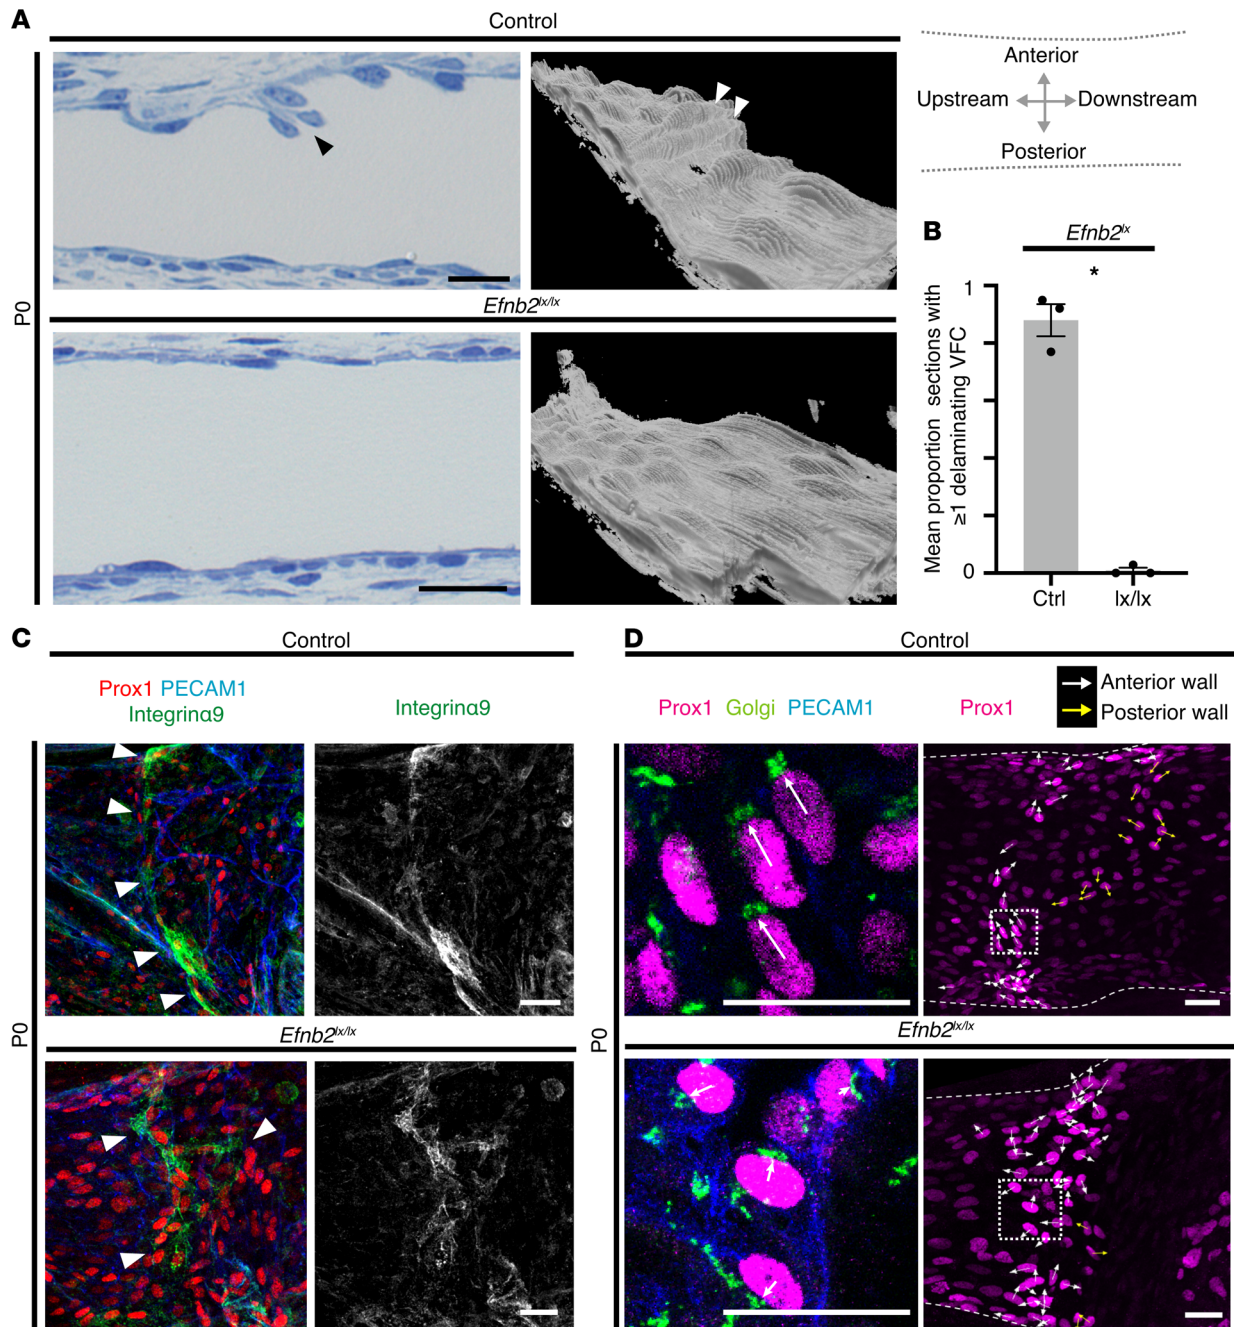 A
Control
P0
Efnb2lx/lx
Anterior
Upstream
Downstream
Posterior
B
Efnb2lx
*
Mean proportion sections with
≥1 delaminating VFC
1
0
Ctrl
lx/lx
C
Control
Prox1 PECAM1
Integrinα9
Integrinα9
P0
Efnb2lx/lx
D
Control
Prox1 Golgi PECAM1
Prox1
Anterior wall
Posterior wall
P0
Efnb2lx/lx